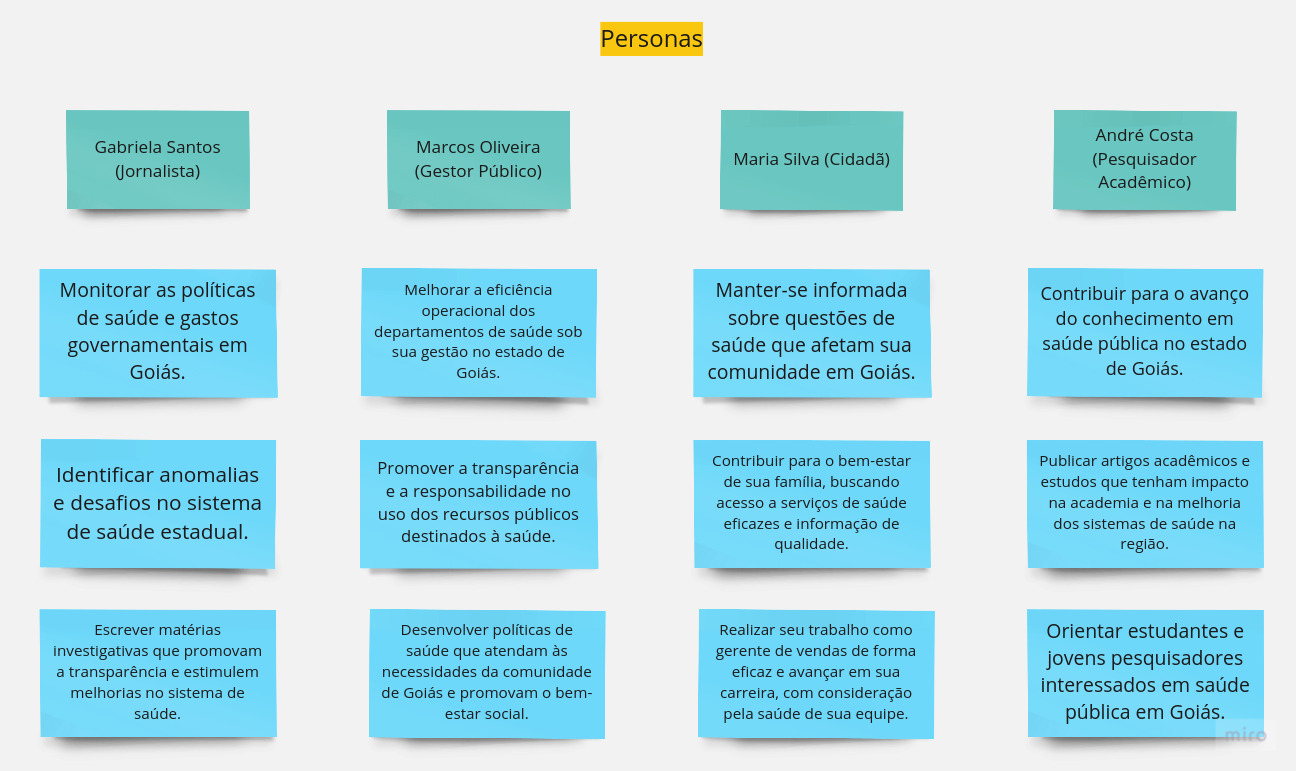 Personas
Gabriela Santos
(Jornalista)
Marcos Oliveira
(Gestor Público)
Maria Silva (Cidadã)
André Costa
(Pesquisador
Acadêmico)
Monitorar as políticas
de saúde e gastos
governamentais em
Goiás.
Melhorar a eficiência
operacional dos
departamentos de saúde sob
sua gestão no estado de
Goiás.
Manter-se informada
sobre questões de
saúde que afetam sua
comunidade em Goiás.
Contribuir para o avanço
do conhecimento em
saúde pública no estado
de Goiás.
Identificar anomalias
e desafios no sistema
de saúde estadual.
Promover a transparência
e a responsabilidade no
uso dos recursos públicos
destinados à saúde.
Contribuir para o bem-estar
de sua família, buscando
acesso a serviços de saúde
eficazes e informação de
qualidade.
Publicar artigos acadêmicos e
estudos que tenham impacto
na academia e na melhoria
dos sistemas de saúde na
região.
Escrever matérias
investigativas que promovam
a transparência e estimulem
melhorias no sistema de
saúde.
Desenvolver políticas de
saúde que atendam às
necessidades da comunidade
de Goiás e promovam o bem-
estar social.
Realizar seu trabalho como
gerente de vendas de forma
eficaz e avançar em sua
carreira, com consideração
pela saúde de sua equipe.
Orientar estudantes e
jovens pesquisadores
interessados em saúde
pública em Goiás.
miro